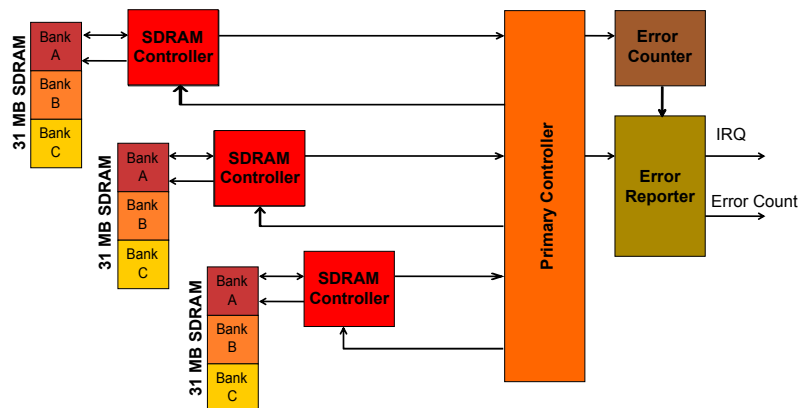 31 MB SDRAM
Bank
A
Bank
B
Bank
C
SDRAM
Controller
31 MB SDRAM
Bank
A
Bank
B
Bank
C
SDRAM
Controller
31 MB SDRAM
Bank
A
Bank
B
Bank
C
SDRAM
Controller
Primary Controller
Error
Counter
Error
Reporter
IRQ
Error Count